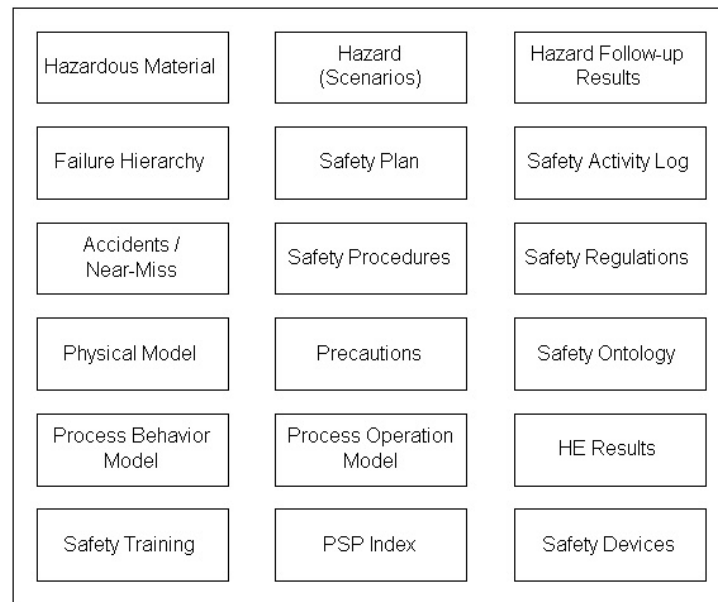 Hazardous Material
Hazard
(Scenarios)
Hazard Follow-up
Results
Failure Hierarchy
Safety Plan
Safety Activity Log
Accidents /
Near-Miss
Safety Procedures
Safety Regulations
Physical Model
Precautions
Safety Ontology
Process Behavior
Model
Process Operation
Model
HE Results
Safety Training
PSP Index
Safety Devices